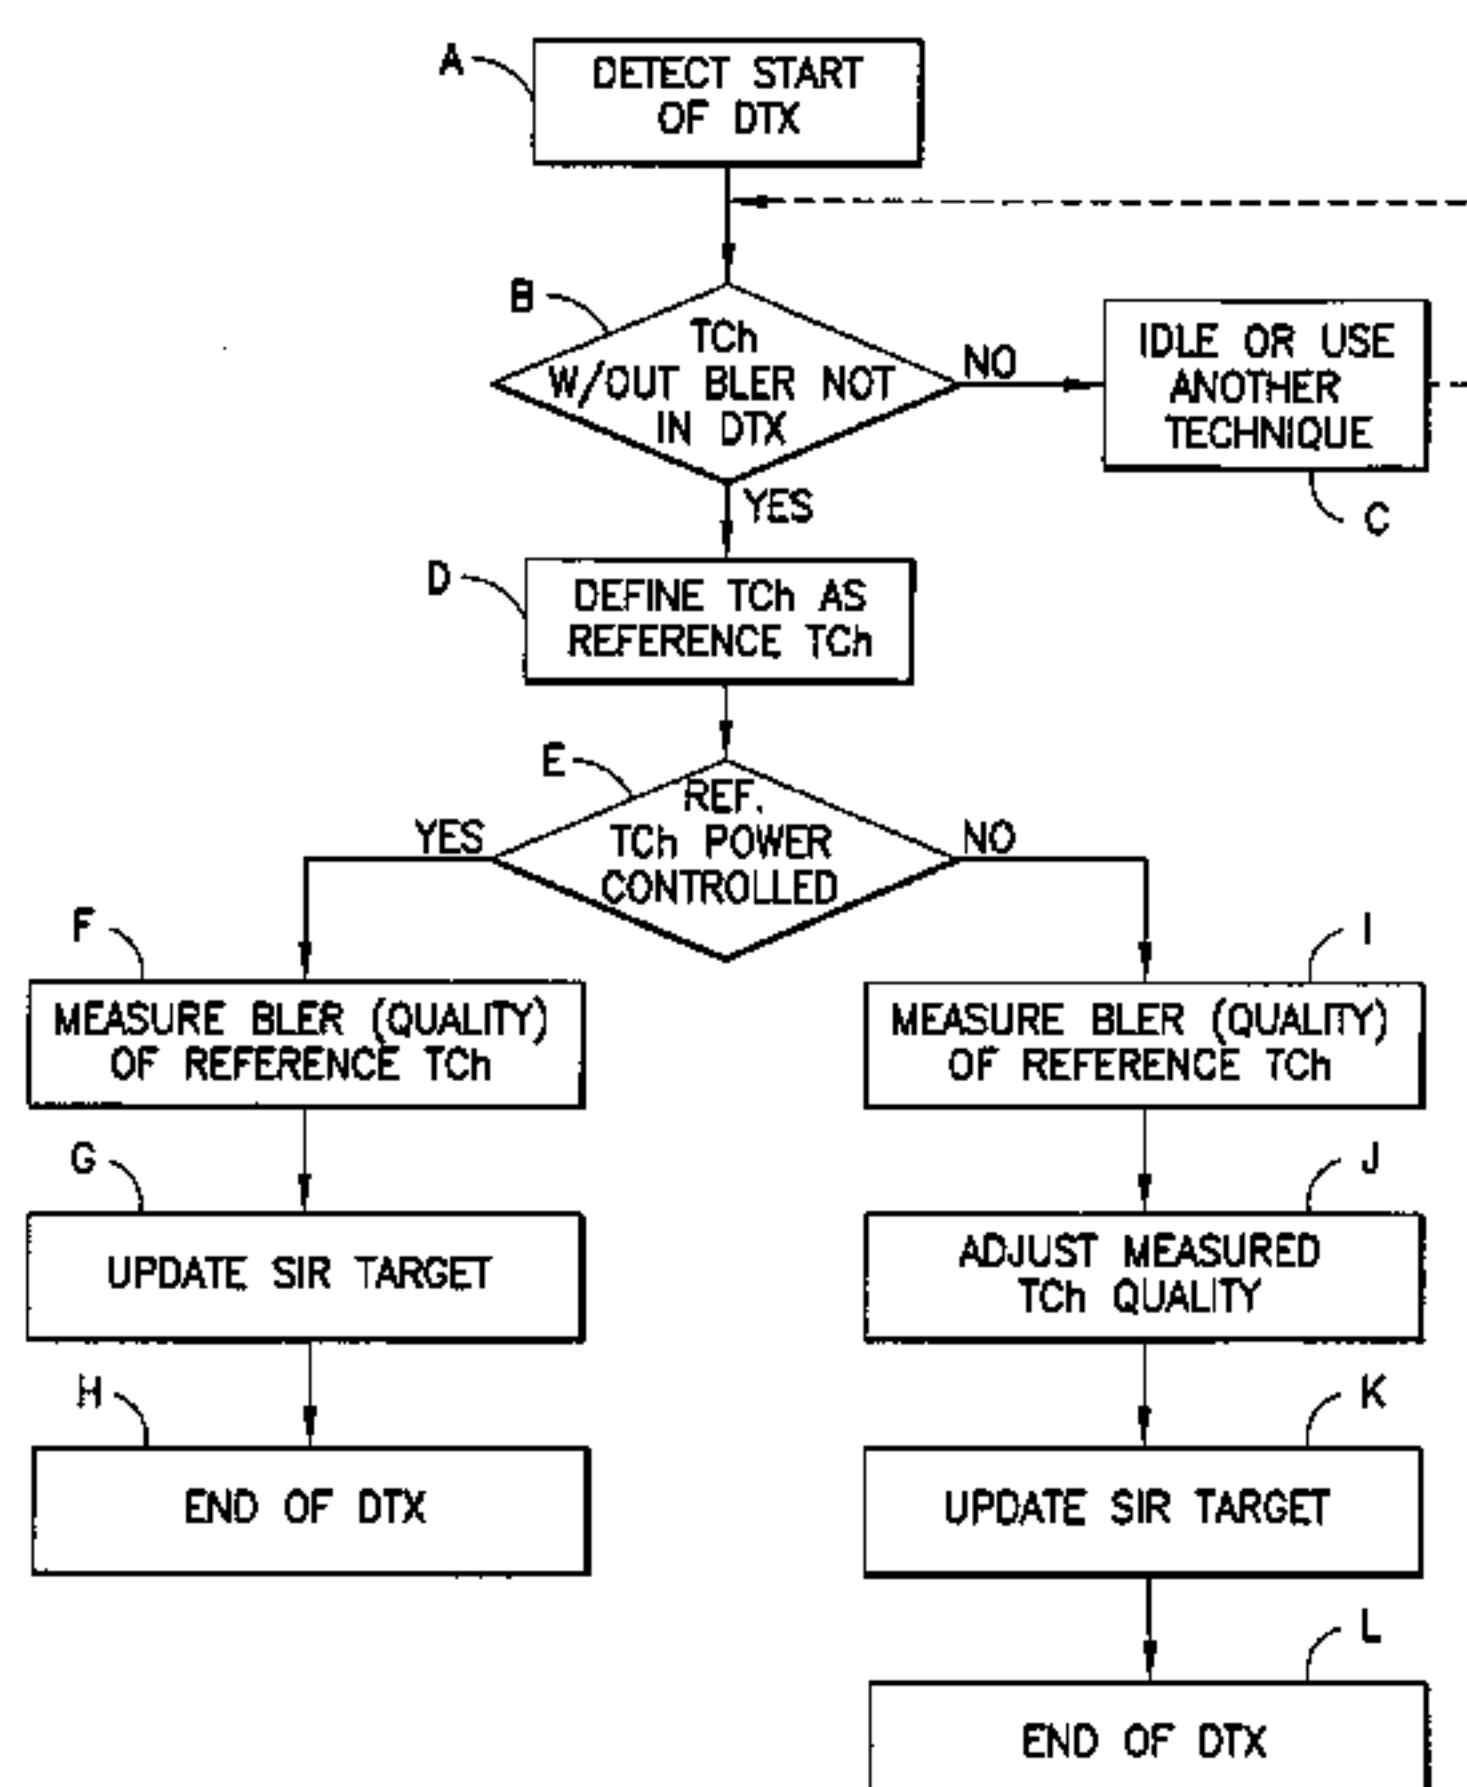 A
DETECT START
OF DTX
B
TCh
W/OUT BLER NOT
IN DTX
NO
IDLE OR USE
ANOTHER
TECHNIQUE
C
YES
D
DEFINE TCh AS
REFERENCE TCh
E
REF.
TCh POWER
CONTROLLED
YES
NO
F
MEASURE BLER (QUALITY)
OF REFERENCE TCh
I
MEASURE BLER (QUALITY)
OF REFERENCE TCh
G
UPDATE SIR TARGET
J
ADJUST MEASURED
TCh QUALITY
H
END OF DTX
K
UPDATE SIR TARGET
L
END OF DTX